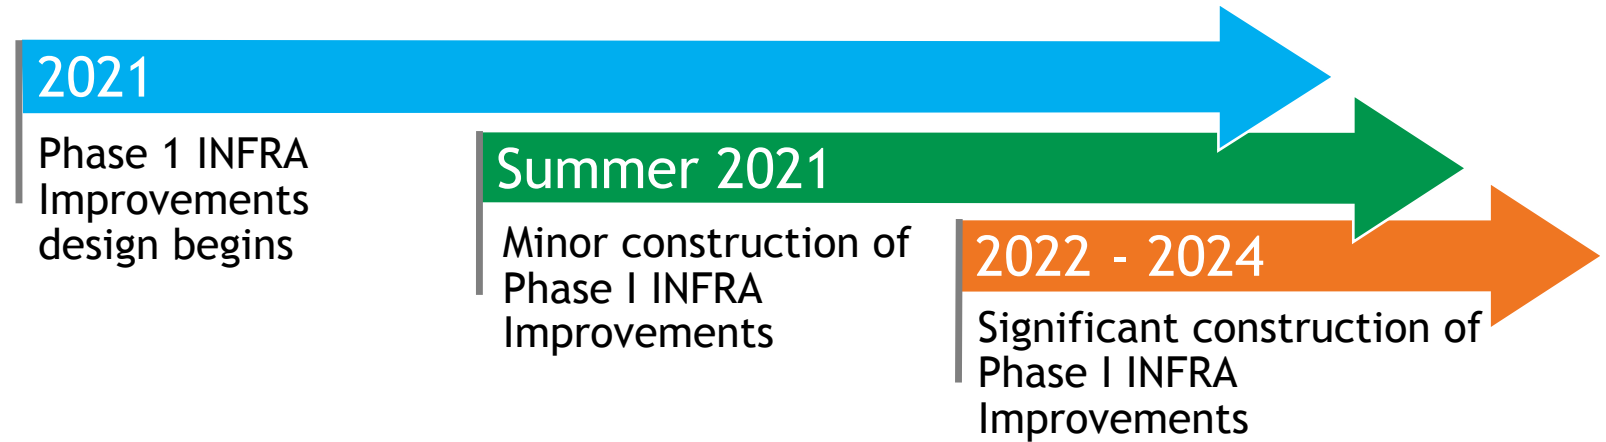 2021
Phase 1 INFRA
Improvements
design begins
Summer 2021
Minor construction of
Phase I INFRA
Improvements
2022 - 2024
Significant construction of
Phase I INFRA
Improvements